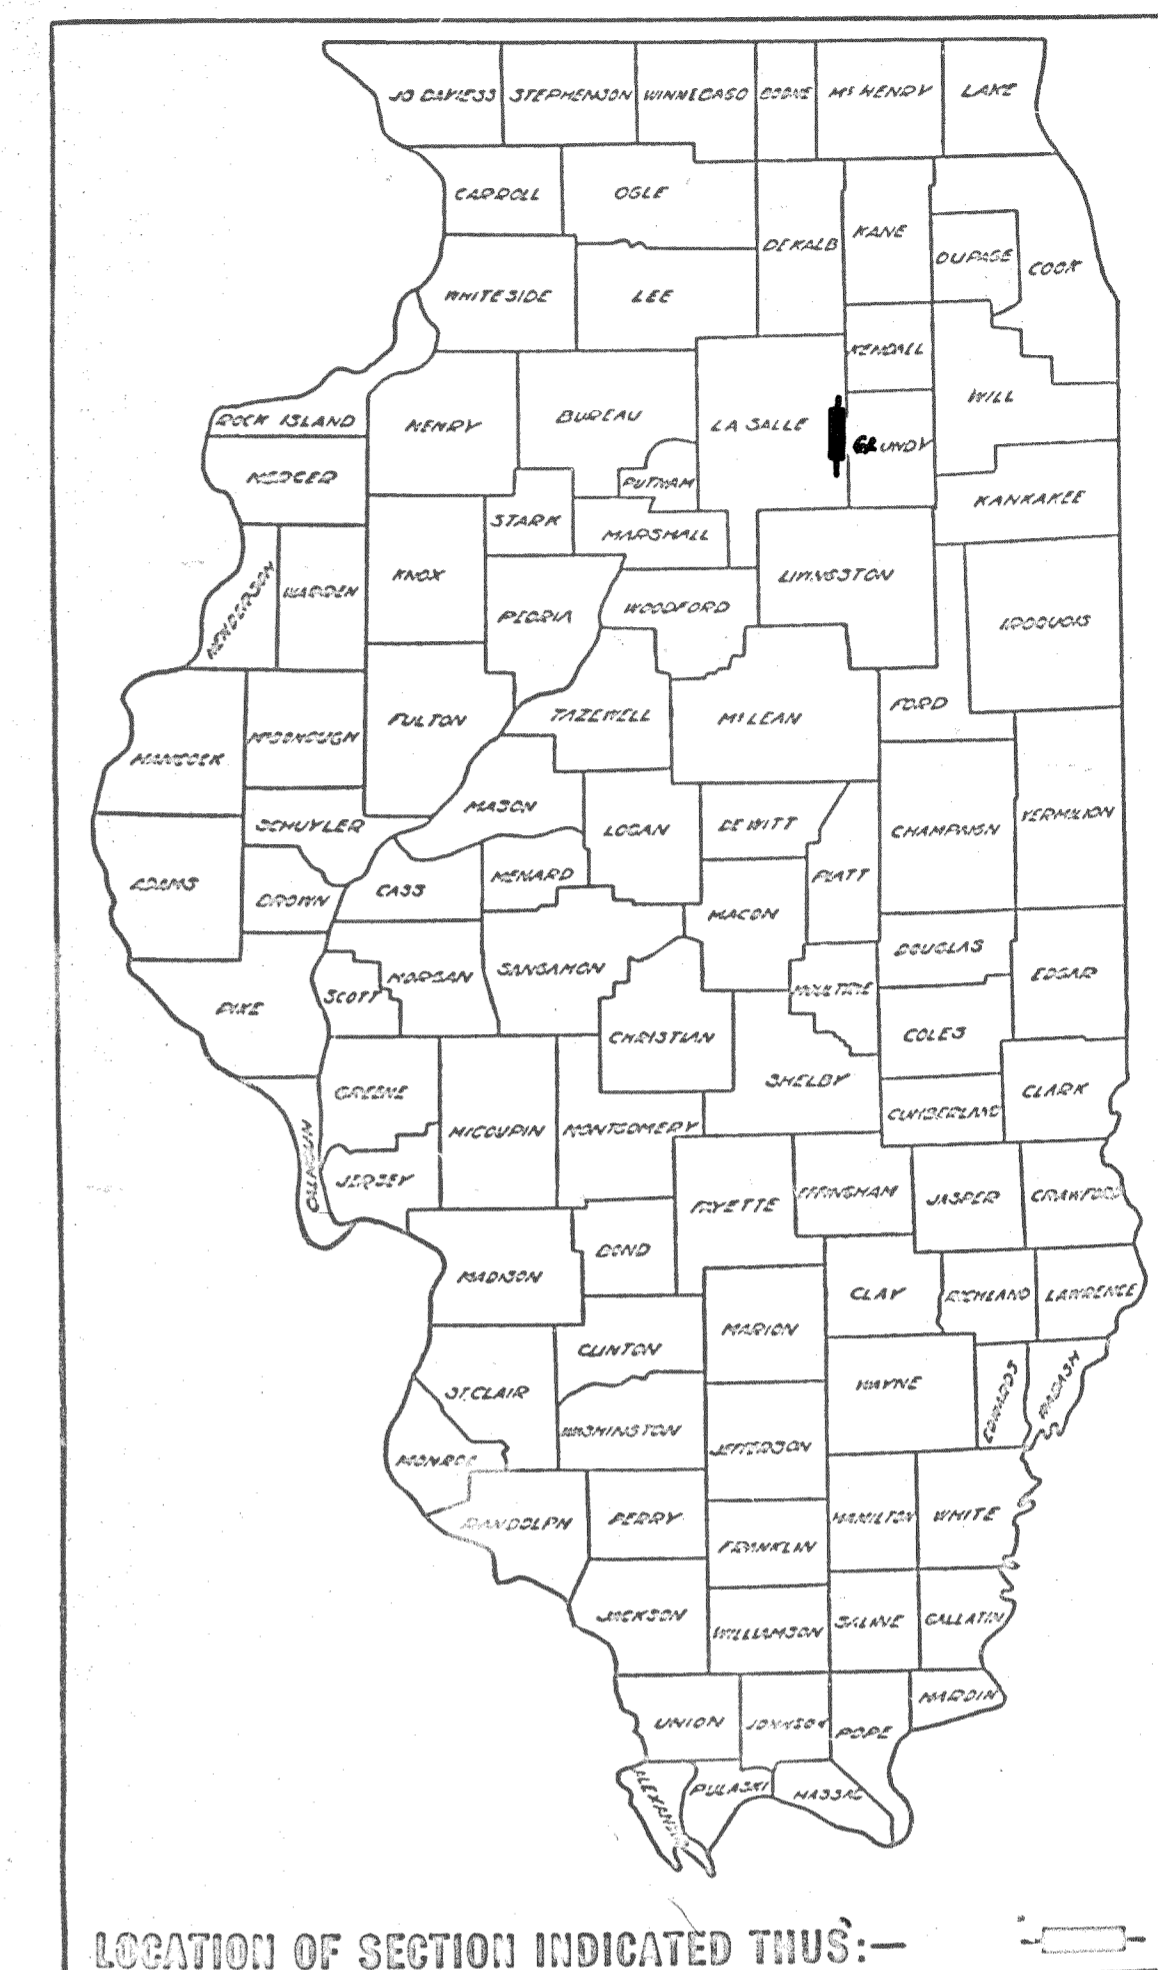 JO DAVIESS STEPHENSON WINNEBAGO BOONE McHENRY LAKE
CARROLL OGLE DEKALB KANE DUPAGE COOK
WHITESIDE LEE KENDALL WILL
ROCK ISLAND HENRY BUREAU LA SALLE GRUNDY
MERCER PUTNAM KANKAKEE
STARK MARSHALL
HENDERSON WARREN KNOX PEORIA WOODFORD LIVINGSTON IROQUOIS
HANCOCK McDONOUGH FULTON TAZEWELL McLEAN FORD
SCHUYLER MASON LOGAN DEWITT CHAMPAIGN VERMILION
ADAMS BROWN CASS MENARD MACON PIATT
PIKE SCOTT MORGAN SANGAMON MOULTRIE DOUGLAS EDGAR
CHRISTIAN COLES
GREENE SHELBY CLARK
CALHOUN JERSEY MICOUPIN MONTGOMERY CUMBERLAND
FAYETTE EFFINGHAM JASPER CRAWFORD
MADISON BOND CLAY RICHLAND LAWRENCE
CLINTON MARION
ST.CLAIR WAYNE EDWARDS WABASH
MONROE WASHINGTON JEFFERSON
RANDOLPH PERRY FRANKLIN HAMILTON WHITE
JACKSON WILLIAMSON SALINE GALLATIN
UNION JOHNSON POPE HARDIN
ALEXANDER PULASKI MASSAC
LOCATION OF SECTION INDICATED THUS:—